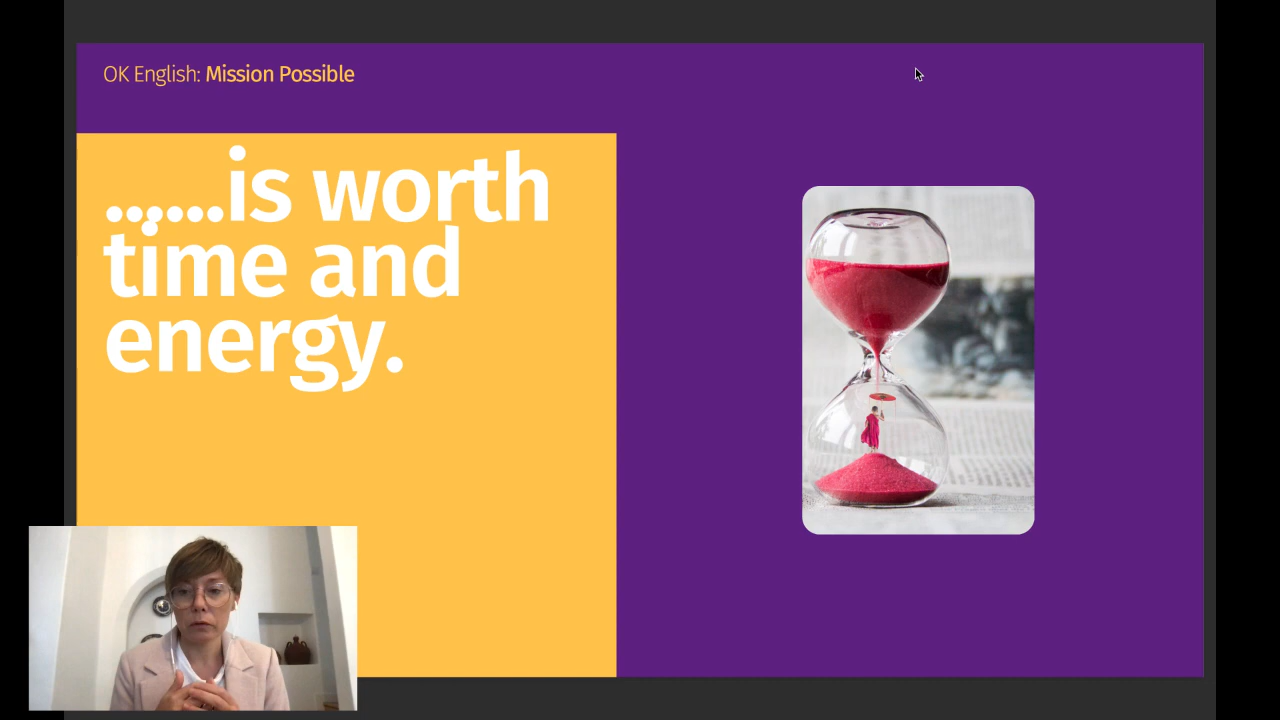 OK English: Mission Possible
......is worth
time and
energy.